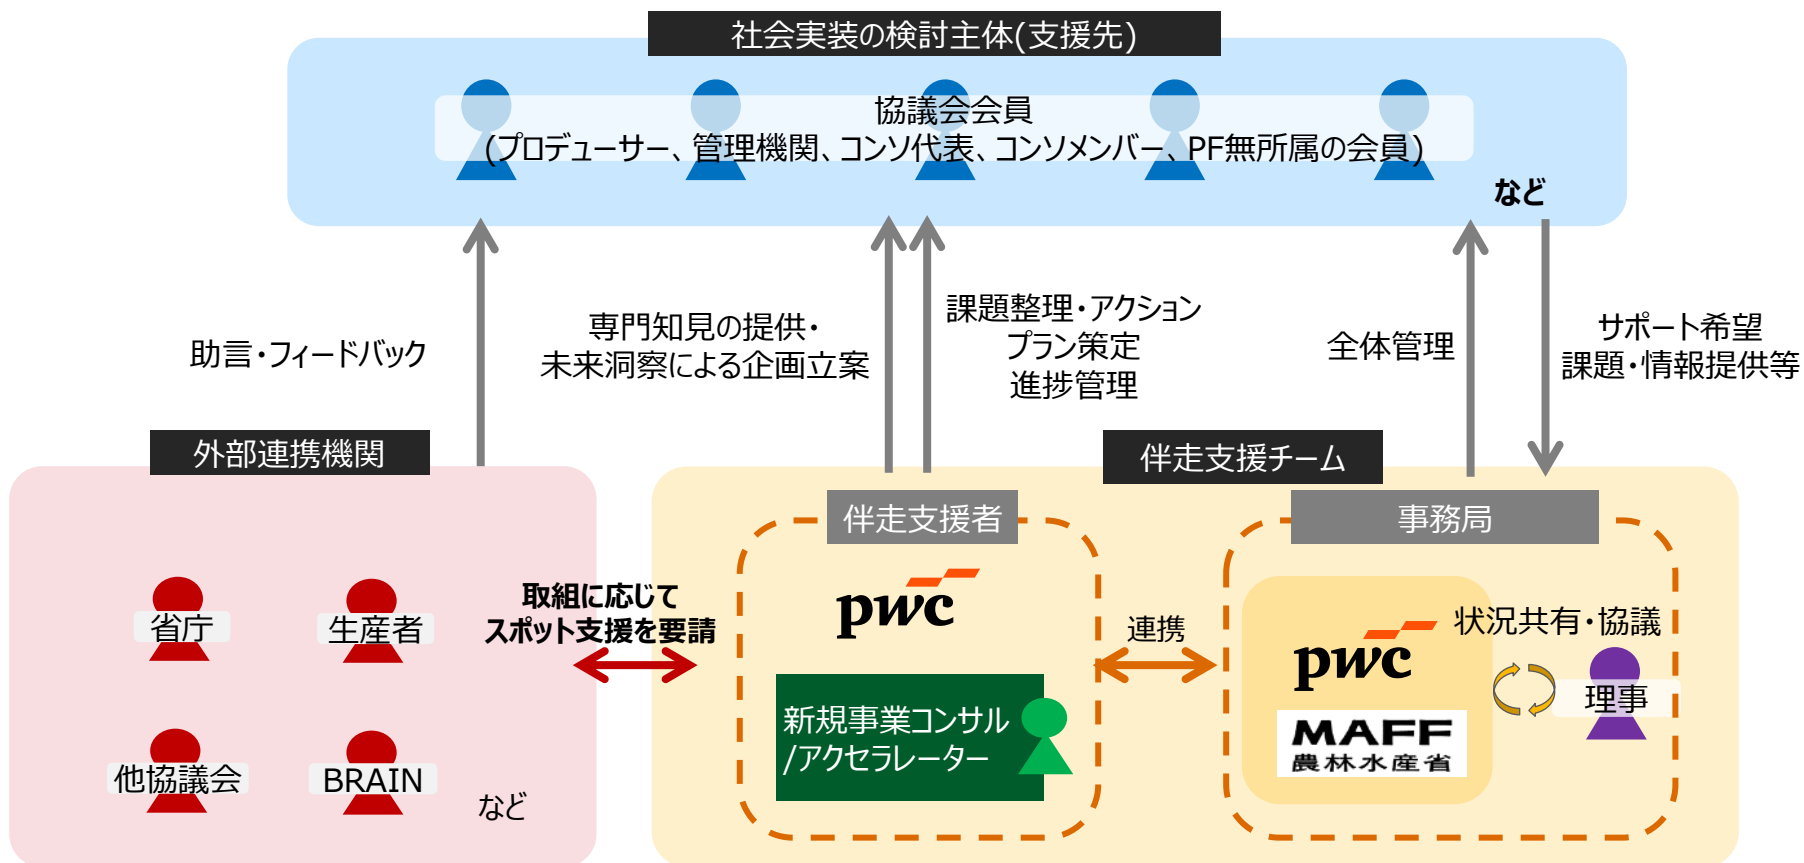 社会実装の検討主体(支援先)
協議会会員
(プロデューサー、管理機関、コンソ代表、コンソメンバー、PF無所属の会員)
など
助言・フィードバック
専門知見の提供・
未来洞察による企画立案
課題整理・アクション
プラン策定
進捗管理
全体管理
サポート希望
課題・情報提供等
外部連携機関
省庁
生産者
他協議会
BRAIN
など
取組に応じて
スポット支援を要請
伴走支援チーム
伴走支援者
pwc
新規事業コンサル
/アクセラレーター
連携
事務局
pwc
MAFF
農林水産省
状況共有・協議
理事